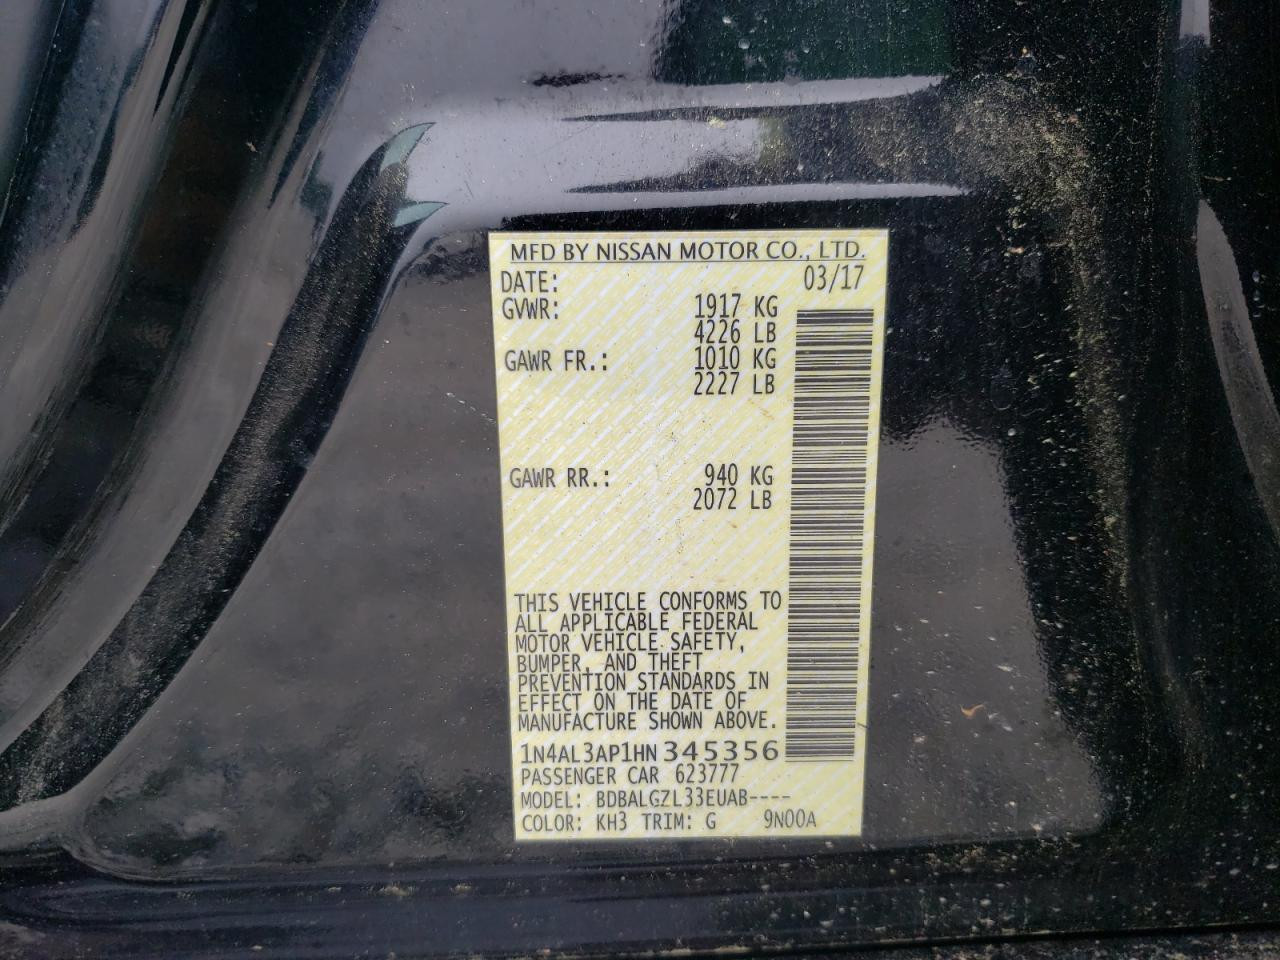 MFD BY NISSAN MOTOR CO., LTD.
DATE: 03/17
GVWR: 1917 KG
4226 LB
GAWR FR.: 1010 KG
2227 LB
GAWR RR.: 940 KG
2072 LB
THIS VEHICLE CONFORMS TO
ALL APPLICABLE FEDERAL
MOTOR VEHICLE SAFETY,
BUMPER, AND THEFT
PREVENTION STANDARDS IN
EFFECT ON THE DATE OF
MANUFACTURE SHOWN ABOVE.
1N4AL3AP1HN345356
PASSENGER CAR 623777
MODEL: BDBALGZL33EUAB----
COLOR: KH3 TRIM: G 9N00A